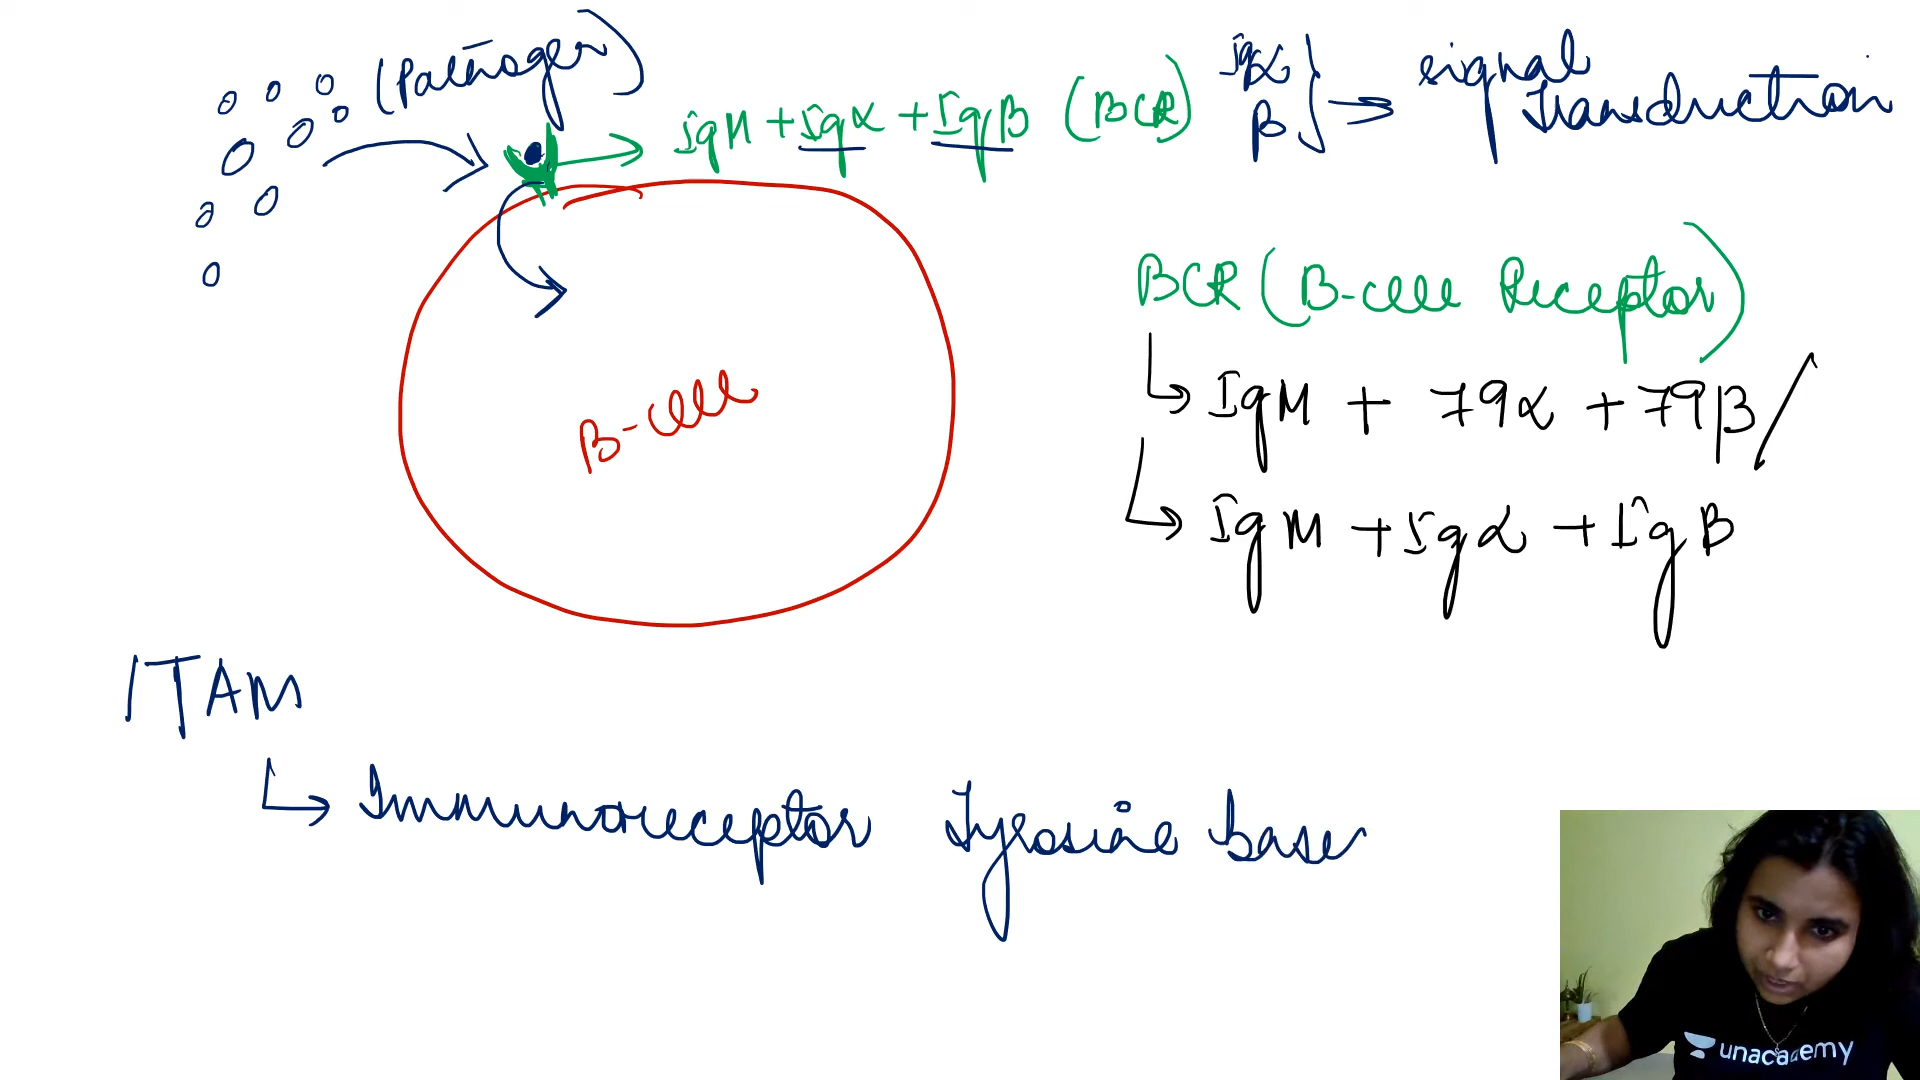 (Pathogen)
IgM + Igα + Igβ (BCR)
Igα
β
signal
transduction
BCR (B-cell Receptor)
IgM + 79α + 79β /
IgM + Igα + Ig B
B-cell
ITAM
Immunoreceptor Tyrosine base
unacademy